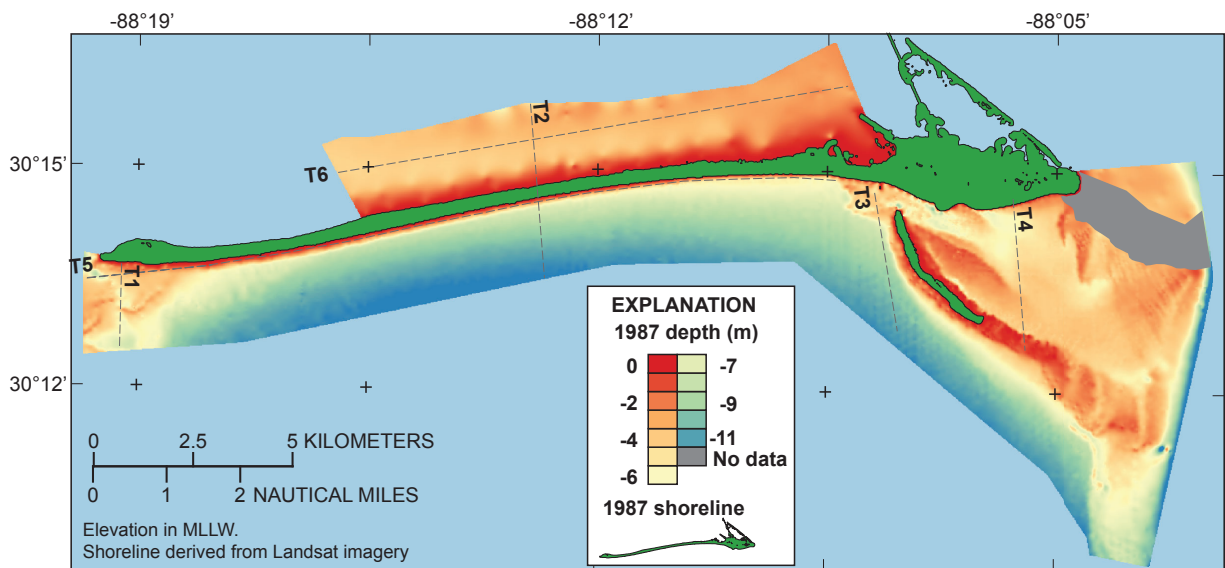 -88°19’
-88°12’
-88°05’
30°15’
30°12’
T2
T6
T5
T1
T3
T4
EXPLANATION
1987 depth (m)
0
-7
-2
-9
-4
-11
-6
No data
1987 shoreline
0 2.5 5 KILOMETERS
0 1 2 NAUTICAL MILES
Elevation in MLLW.
Shoreline derived from Landsat imagery